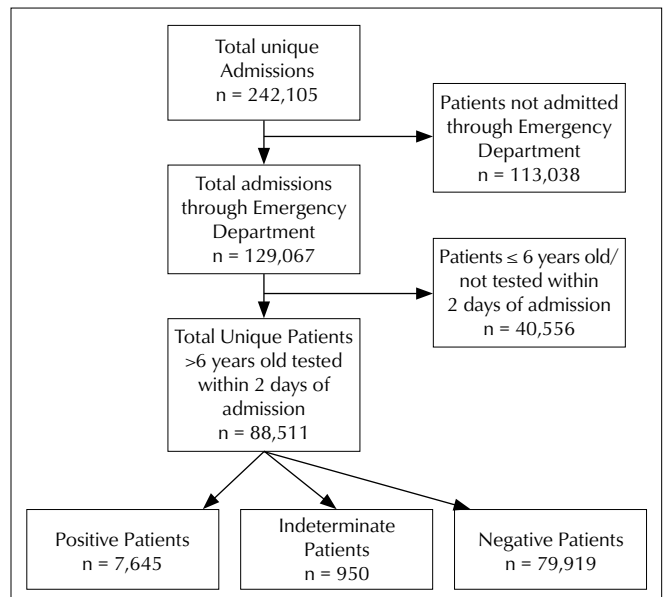 Total unique
Admissions
n = 242,105
Patients not admitted
through Emergency
Department
n = 113,038
Total admissions
through Emergency
Department
n = 129,067
Patients ≤ 6 years old/
not tested within
2 days of admission
n = 40,556
Total Unique Patients
>6 years old tested
within 2 days of
admission
n = 88,511
Positive Patients
n = 7,645
Indeterminate
Patients
n = 950
Negative Patients
n = 79,919